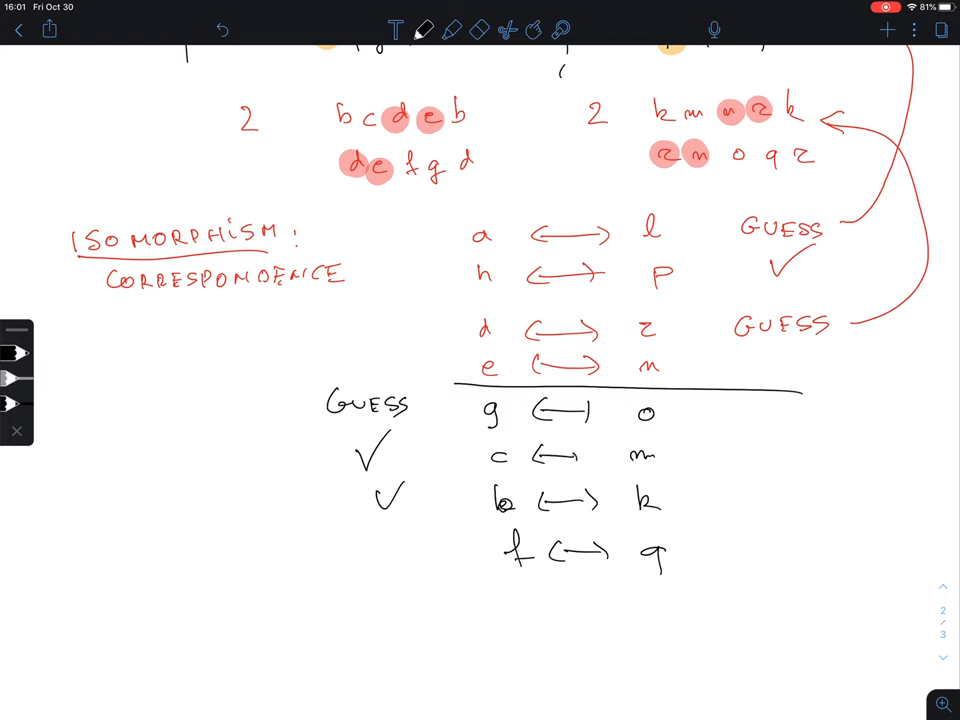 16:01 Fri Oct 30 81%
2 b c d e b 2 k m n z k
d e f g d z n o q z
ISOMORPHISM:
CORRESPONDENCE
a ↔ l GUESS
h ↔ p ✓
d ↔ z GUESS
e ↔ n
GUESS g ↔ o
✓ c ↔ m
✓ b ↔ k
f ↔ q
2
/
3